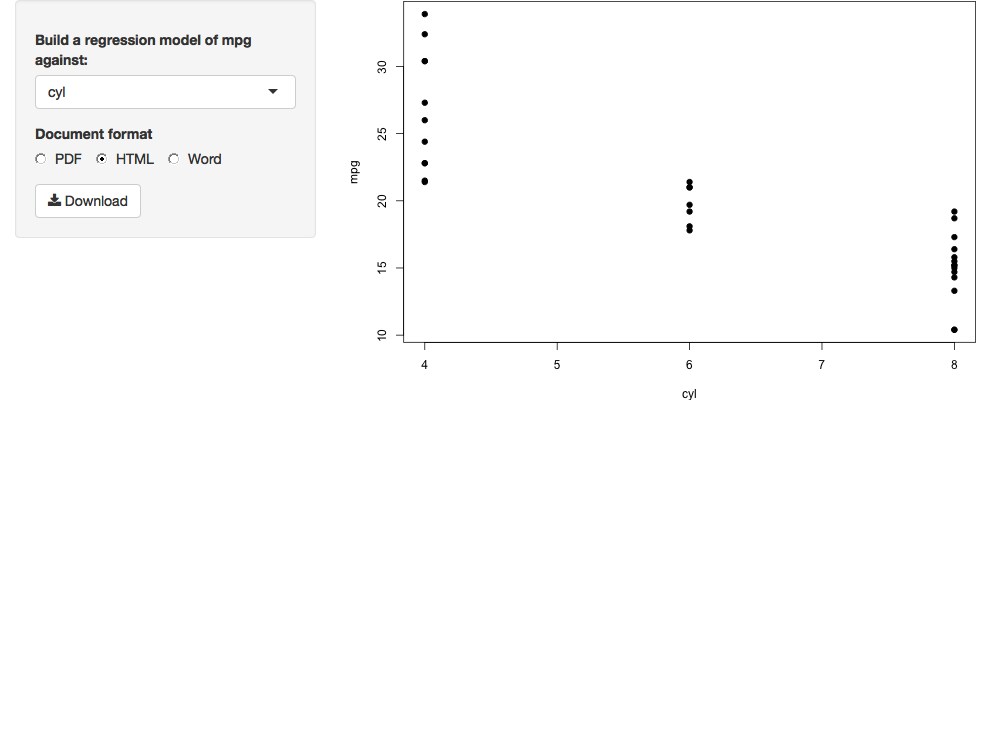 Build a regression model of mpg
against:
cyl
Document format
PDF HTML Word
Download
mpg
30
25
20
15
10
4 5 6 7 8
cyl